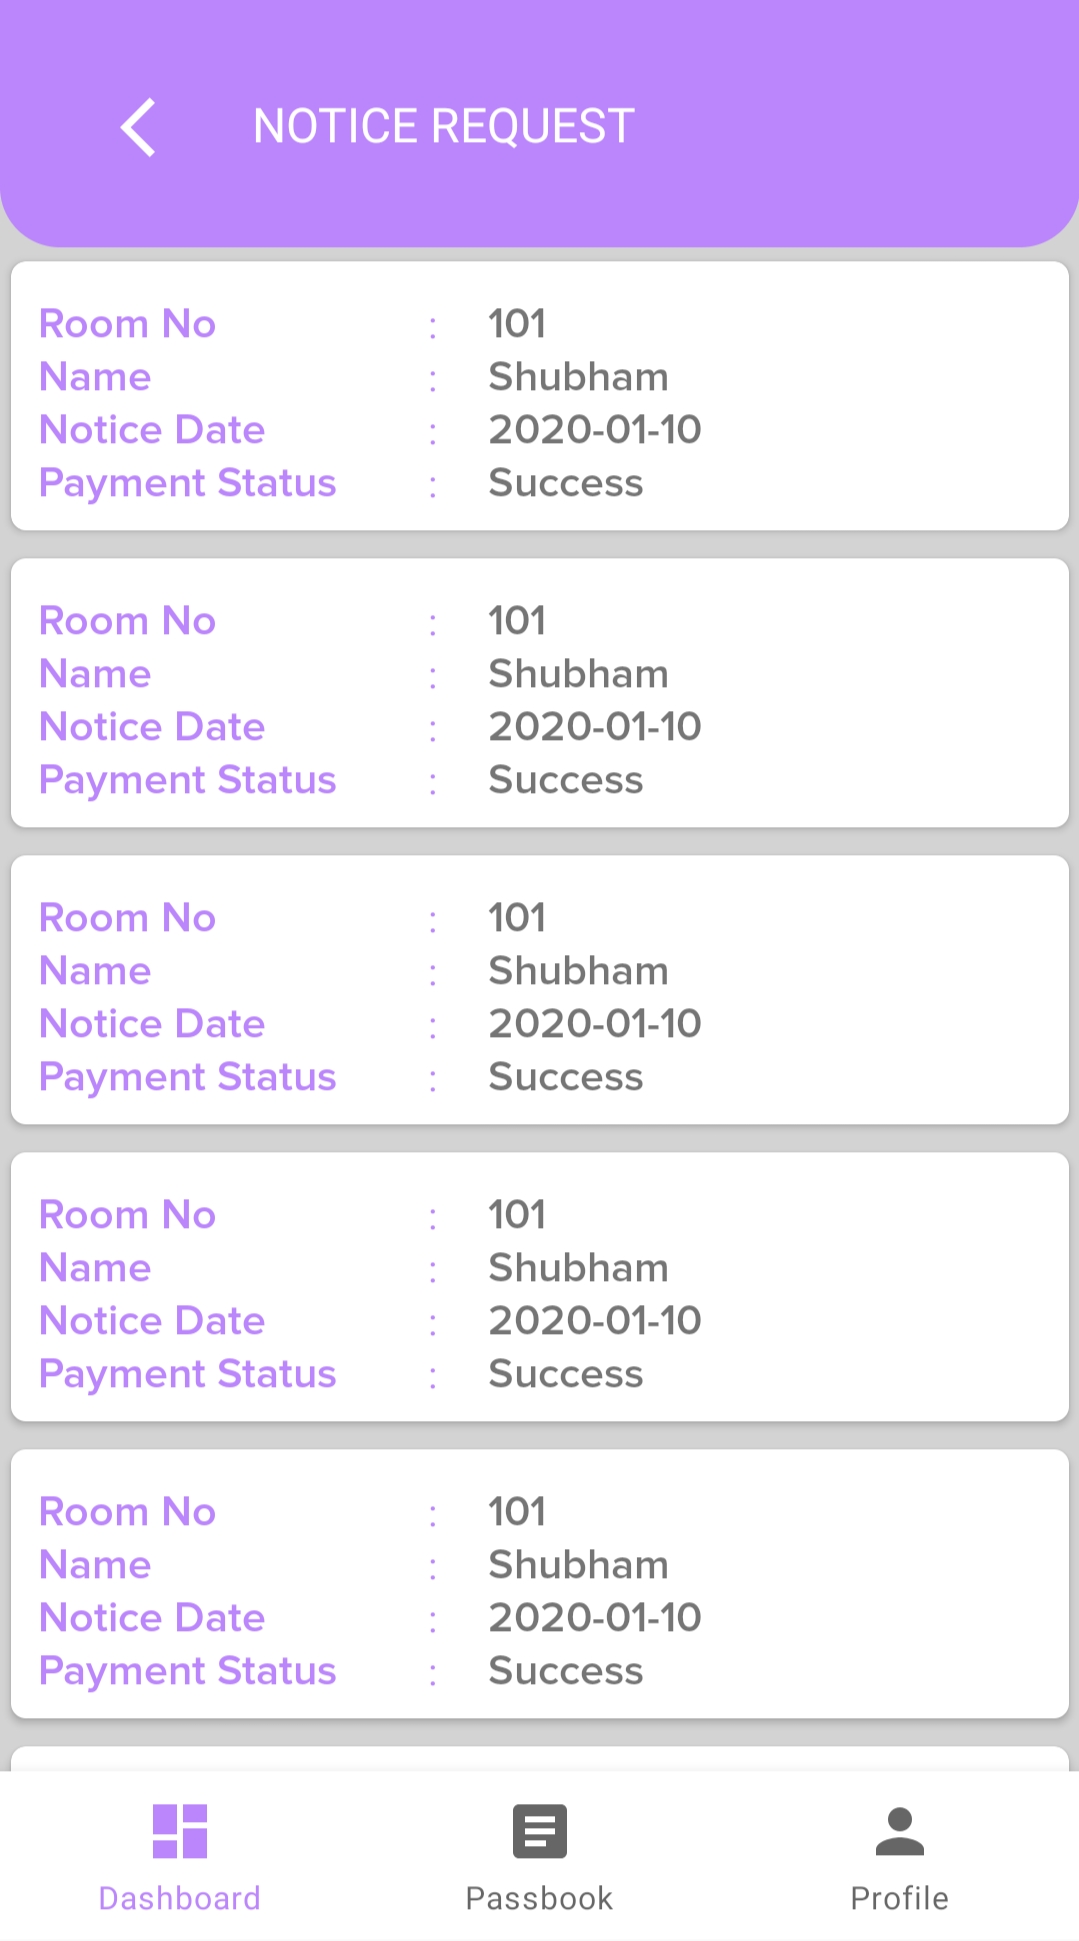 NOTICE REQUEST
Room No : 101
Name : Shubham
Notice Date : 2020-01-10
Payment Status : Success
Room No : 101
Name : Shubham
Notice Date : 2020-01-10
Payment Status : Success
Room No : 101
Name : Shubham
Notice Date : 2020-01-10
Payment Status : Success
Room No : 101
Name : Shubham
Notice Date : 2020-01-10
Payment Status : Success
Room No : 101
Name : Shubham
Notice Date : 2020-01-10
Payment Status : Success
Dashboard Passbook Profile